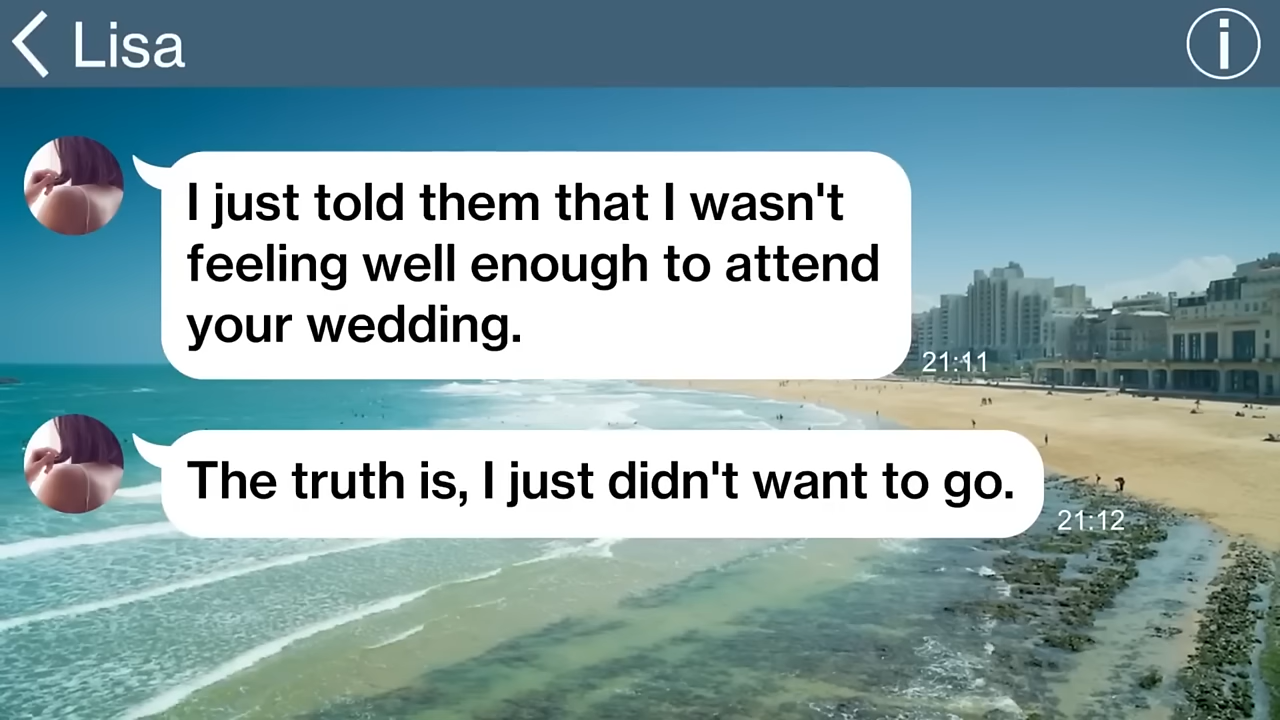 Lisa
I just told them that I wasn't
feeling well enough to attend
your wedding.
21:11
The truth is, I just didn't want to go.
21:12